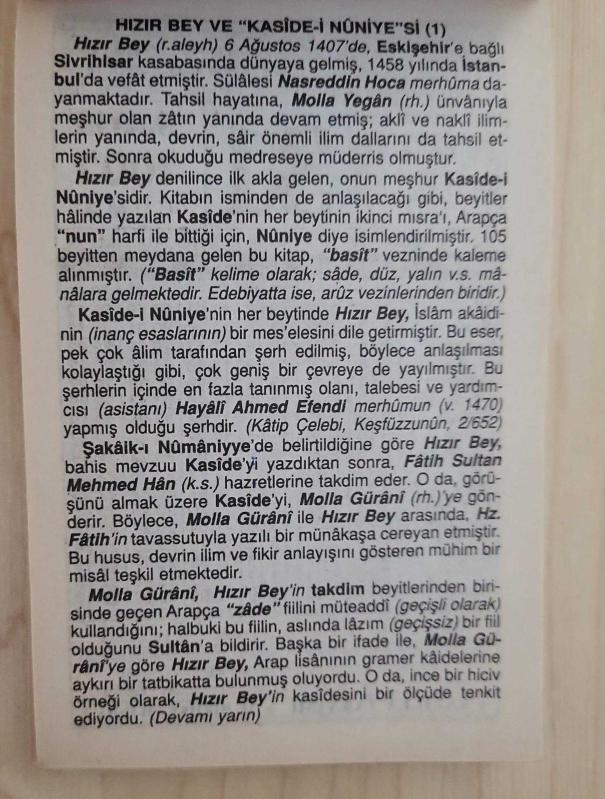 HIZIR BEY VE "KASÎDE-İ NÛNİYE"Sİ (1)
Hızır Bey (r.aleyh) 6 Ağustos 1407'de, Eskişehir'e bağlı
Sivrihisar kasabasında dünyaya gelmiş, 1458 yılında İstan-
bul'da vefât etmiştir. Sülâlesi Nasreddin Hoca merhûma da-
yanmaktadır. Tahsil hayatına, Molla Yegân (rh.) ünvânıyla
meşhur olan zâtın yanında devam etmiş; aklî ve naklî ilim-
lerin yanında, devrin, sâir önemli ilim dallarını da tahsil et-
miştir. Sonra okuduğu medreseye müderris olmuştur.
Hızır Bey denilince ilk akla gelen, onun meşhur Kasîde-i
Nûniye'sidir. Kitabın isminden de anlaşılacağı gibi, beyitler
hâlinde yazılan Kasîde'nin her beytinin ikinci mısra'ı, Arapça
"nun" harfi ile bittiği için, Nûniye diye isimlendirilmiştir. 105
beyitten meydana gelen bu kitap, "basît" vezninde kaleme
alınmıştır. ("Basît" kelime olarak; sâde, düz, yalın v.s. mâ-
nâlara gelmektedir. Edebiyatta ise, arûz vezinlerinden biridir.)
Kasîde-i Nûniye'nin her beytinde Hızır Bey, İslâm akâidi-
nin (inanç esaslarının) bir mes'elesini dile getirmiştir. Bu eser,
pek çok âlim tarafından şerh edilmiş, böylece anlaşılması
kolaylaştığı gibi, çok geniş bir çevreye de yayılmıştır. Bu
şerhlerin içinde en fazla tanınmış olanı, talebesi ve yardım-
cısı (asistanı) Hayâlî Ahmed Efendi merhûmun (v. 1470)
yapmış olduğu şerhdir. (Kâtip Çelebi, Keşfüzzunûn, 2/652)
Şakâik-ı Nûmâniyye'de belirtildiğine göre Hızır Bey,
bahis mevzuu Kasîde'yi yazdıktan sonra, Fâtih Sultan
Mehmed Hân (k.s.) hazretlerine takdim eder. O da, görü-
şünü almak üzere Kasîde'yi, Molla Gürânî (rh.)'ye gön-
derir. Böylece, Molla Gürânî ile Hızır Bey arasında, Hz.
Fâtih'in tavassutuyla yazılı bir münâkaşa cereyan etmiştir.
Bu husus, devrin ilim ve fikir anlayışını gösteren mühim bir
misâl teşkil etmektedir.
Molla Gürânî, Hızır Bey'in takdim beyitlerinden biri-
sinde geçen Arapça "zâde" fiilini müteaddî (geçişli olarak)
kullandığını; halbuki bu fiilin, aslında lâzım (geçişsiz) bir fiil
olduğunu Sultân'a bildirir. Başka bir ifade ile, Molla Gü-
rânî'ye göre Hızır Bey, Arap lisânının gramer kâidelerine
aykırı bir tatbikatta bulunmuş oluyordu. O da, ince bir hiciv
örneği olarak, Hızır Bey'in kasîdesini bir ölçüde tenkit
ediyordu. (Devamı yarın)